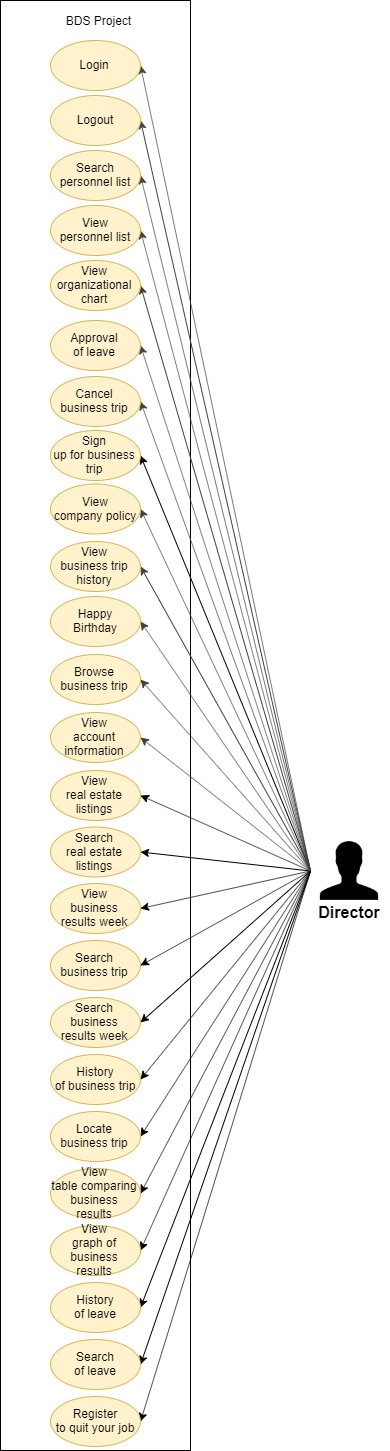 BDS Project
Login
Logout
Search
personnel list
View
personnel list
View
organizational
chart
Approval
of leave
Cancel
business trip
Sign
up for business
trip
View
company policy
View
business trip
history
Happy
Birthday
Browse
business trip
View
account
information
View
real estate
listings
Search
real estate
listings
View
business
results week
Director
Search
business trip
Search
business
results week
History
of business trip
Locate
business trip
View
table comparing
business
results
View
graph of
business
results
History
of leave
Search
of leave
Register
to quit your job